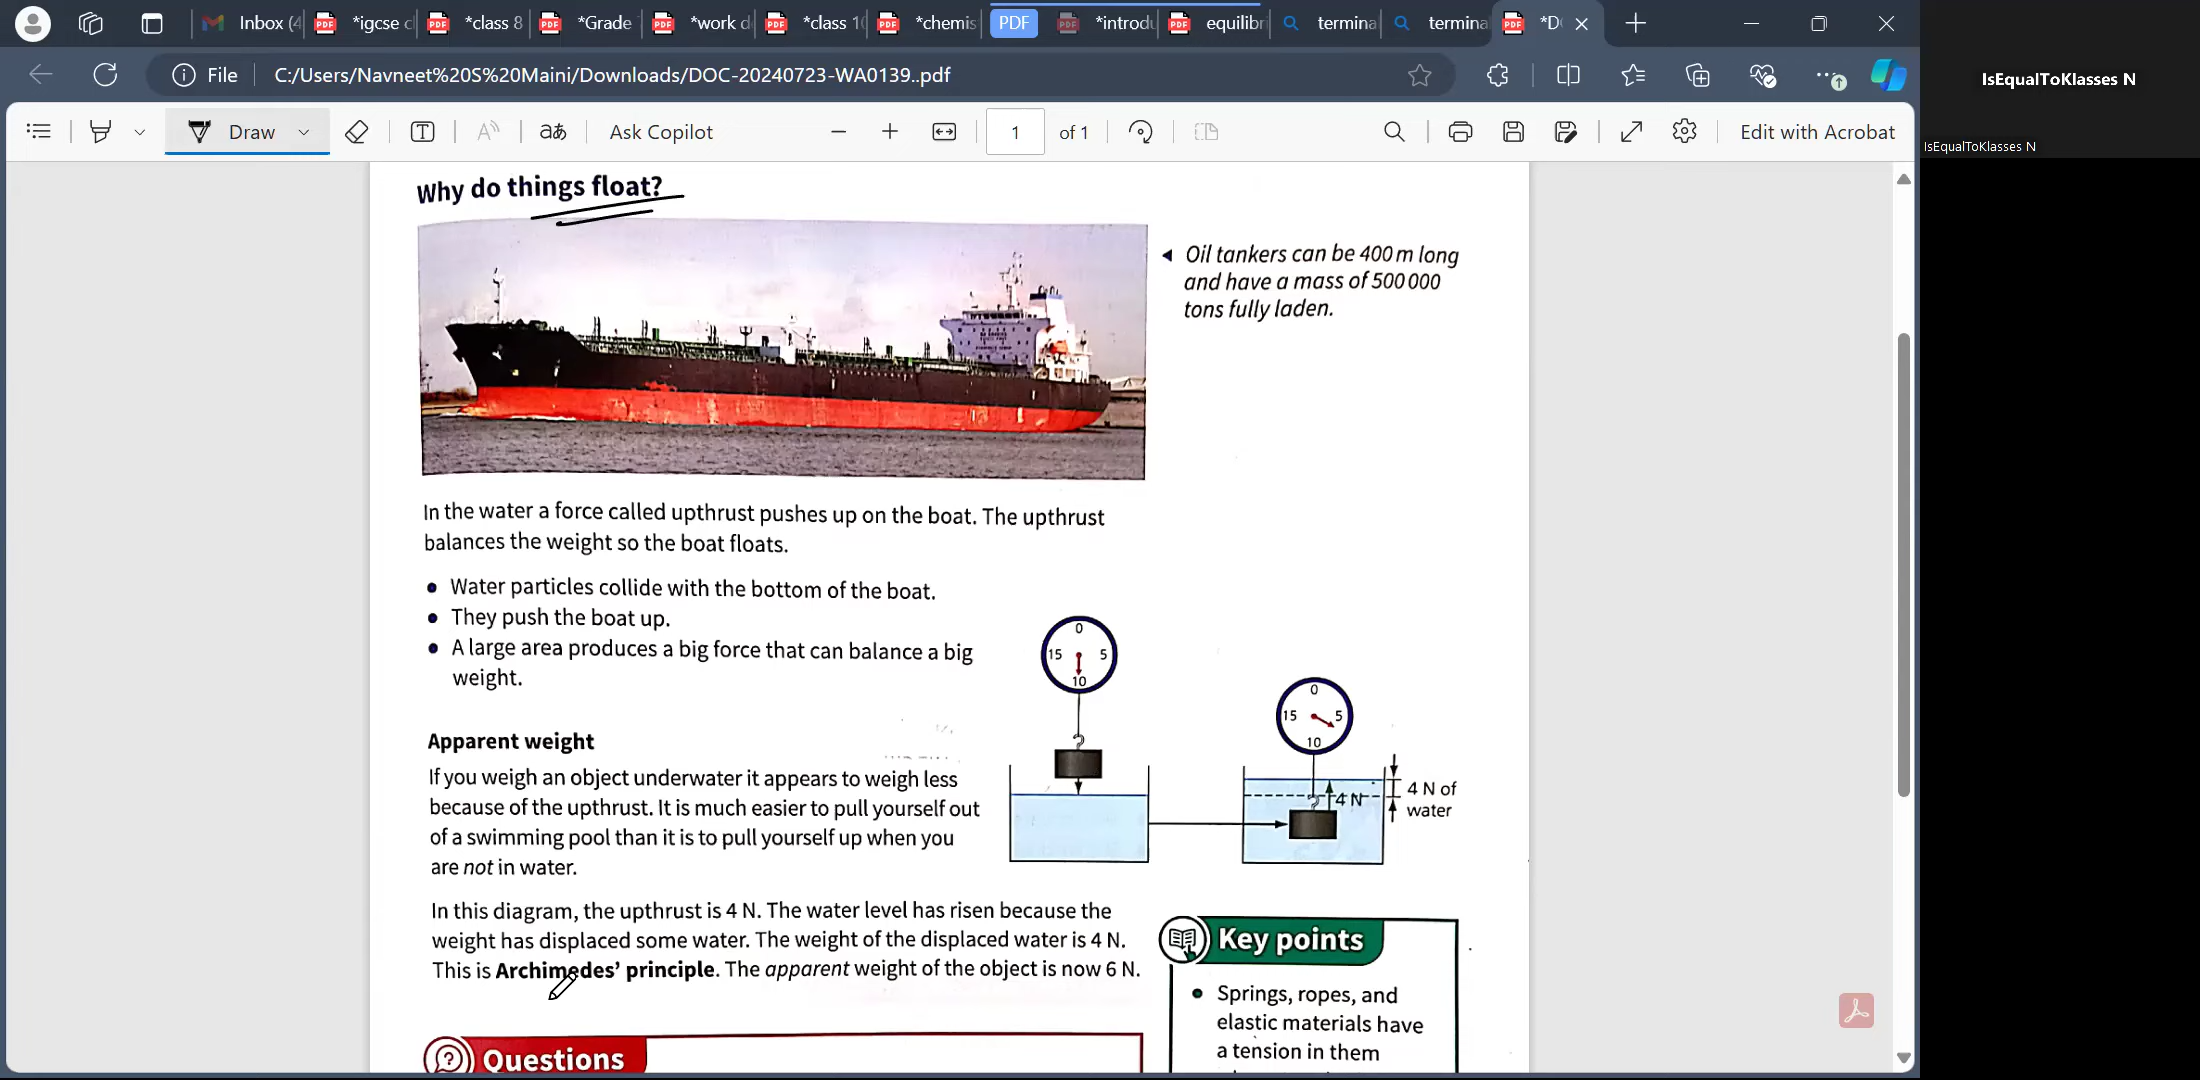 Inbox (4
*igcse cl
*class 8
*Grade
*work d
*class 1(
*chemis
PDF
*introdu
equilibri
termina
termina
*D
File
C:/Users/Navneet%20S%20Maini/Downloads/DOC-20240723-WA0139..pdf
Draw
aあ
Ask Copilot
1
of 1
Edit with Acrobat
IsEqualToKlasses N
IsEqualToKlasses N
Why do things float?
Oil tankers can be 400 m long
and have a mass of 500 000
tons fully laden.
In the water a force called upthrust pushes up on the boat. The upthrust
balances the weight so the boat floats.
• Water particles collide with the bottom of the boat.
• They push the boat up.
• A large area produces a big force that can balance a big
weight.
0
15 5
10
0
15 5
10
4 N
4 N of
water
Apparent weight
If you weigh an object underwater it appears to weigh less
because of the upthrust. It is much easier to pull yourself out
of a swimming pool than it is to pull yourself up when you
are not in water.
In this diagram, the upthrust is 4 N. The water level has risen because the
weight has displaced some water. The weight of the displaced water is 4 N.
This is Archimedes' principle. The apparent weight of the object is now 6 N.
Key points
• Springs, ropes, and
elastic materials have
a tension in them
Questions